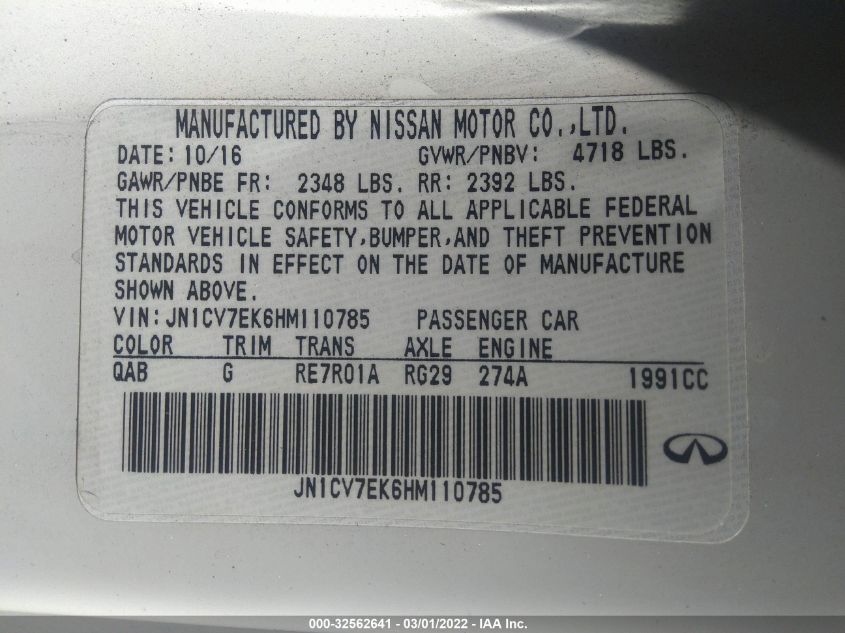 MANUFACTURED BY NISSAN MOTOR CO.,LTD.
DATE: 10/16 GVWR/PNBV: 4718 LBS.
GAWR/PNBE FR: 2348 LBS. RR: 2392 LBS.
THIS VEHICLE CONFORMS TO ALL APPLICABLE FEDERAL
MOTOR VEHICLE SAFETY,BUMPER,AND THEFT PREVENTION
STANDARDS IN EFFECT ON THE DATE OF MANUFACTURE
SHOWN ABOVE.
VIN:JN1CV7EK6HM110785 PASSENGER CAR
COLOR TRIM TRANS AXLE ENGINE
QAB G RE7R01A RG29 274A 1991CC
JN1CV7EK6HM110785
000-32562641 - 03/01/2022 - IAA Inc.